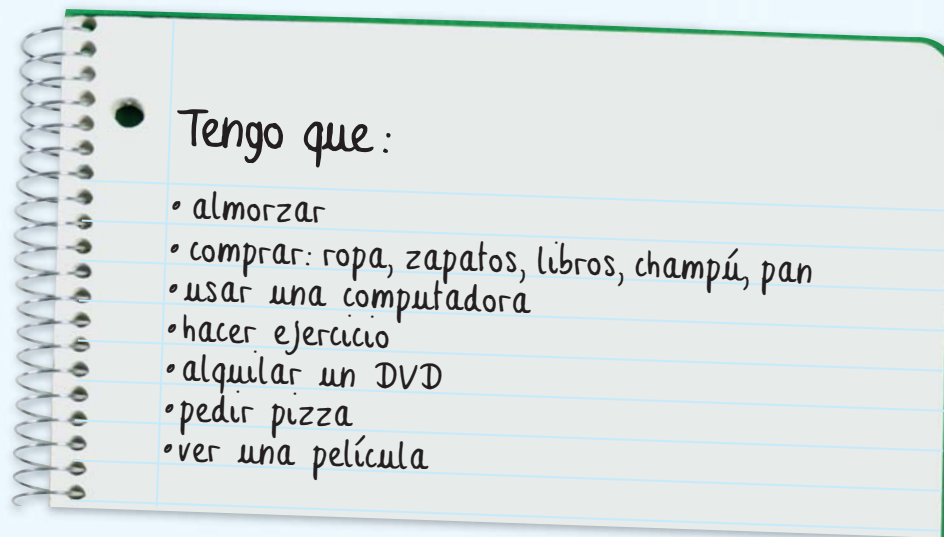 Tengo que:
• almorzar
• comprar: ropa, zapatos, libros, champú, pan
• usar una computadora
• hacer ejercicio
• alquilar un DVD
• pedir pizza
• ver una película